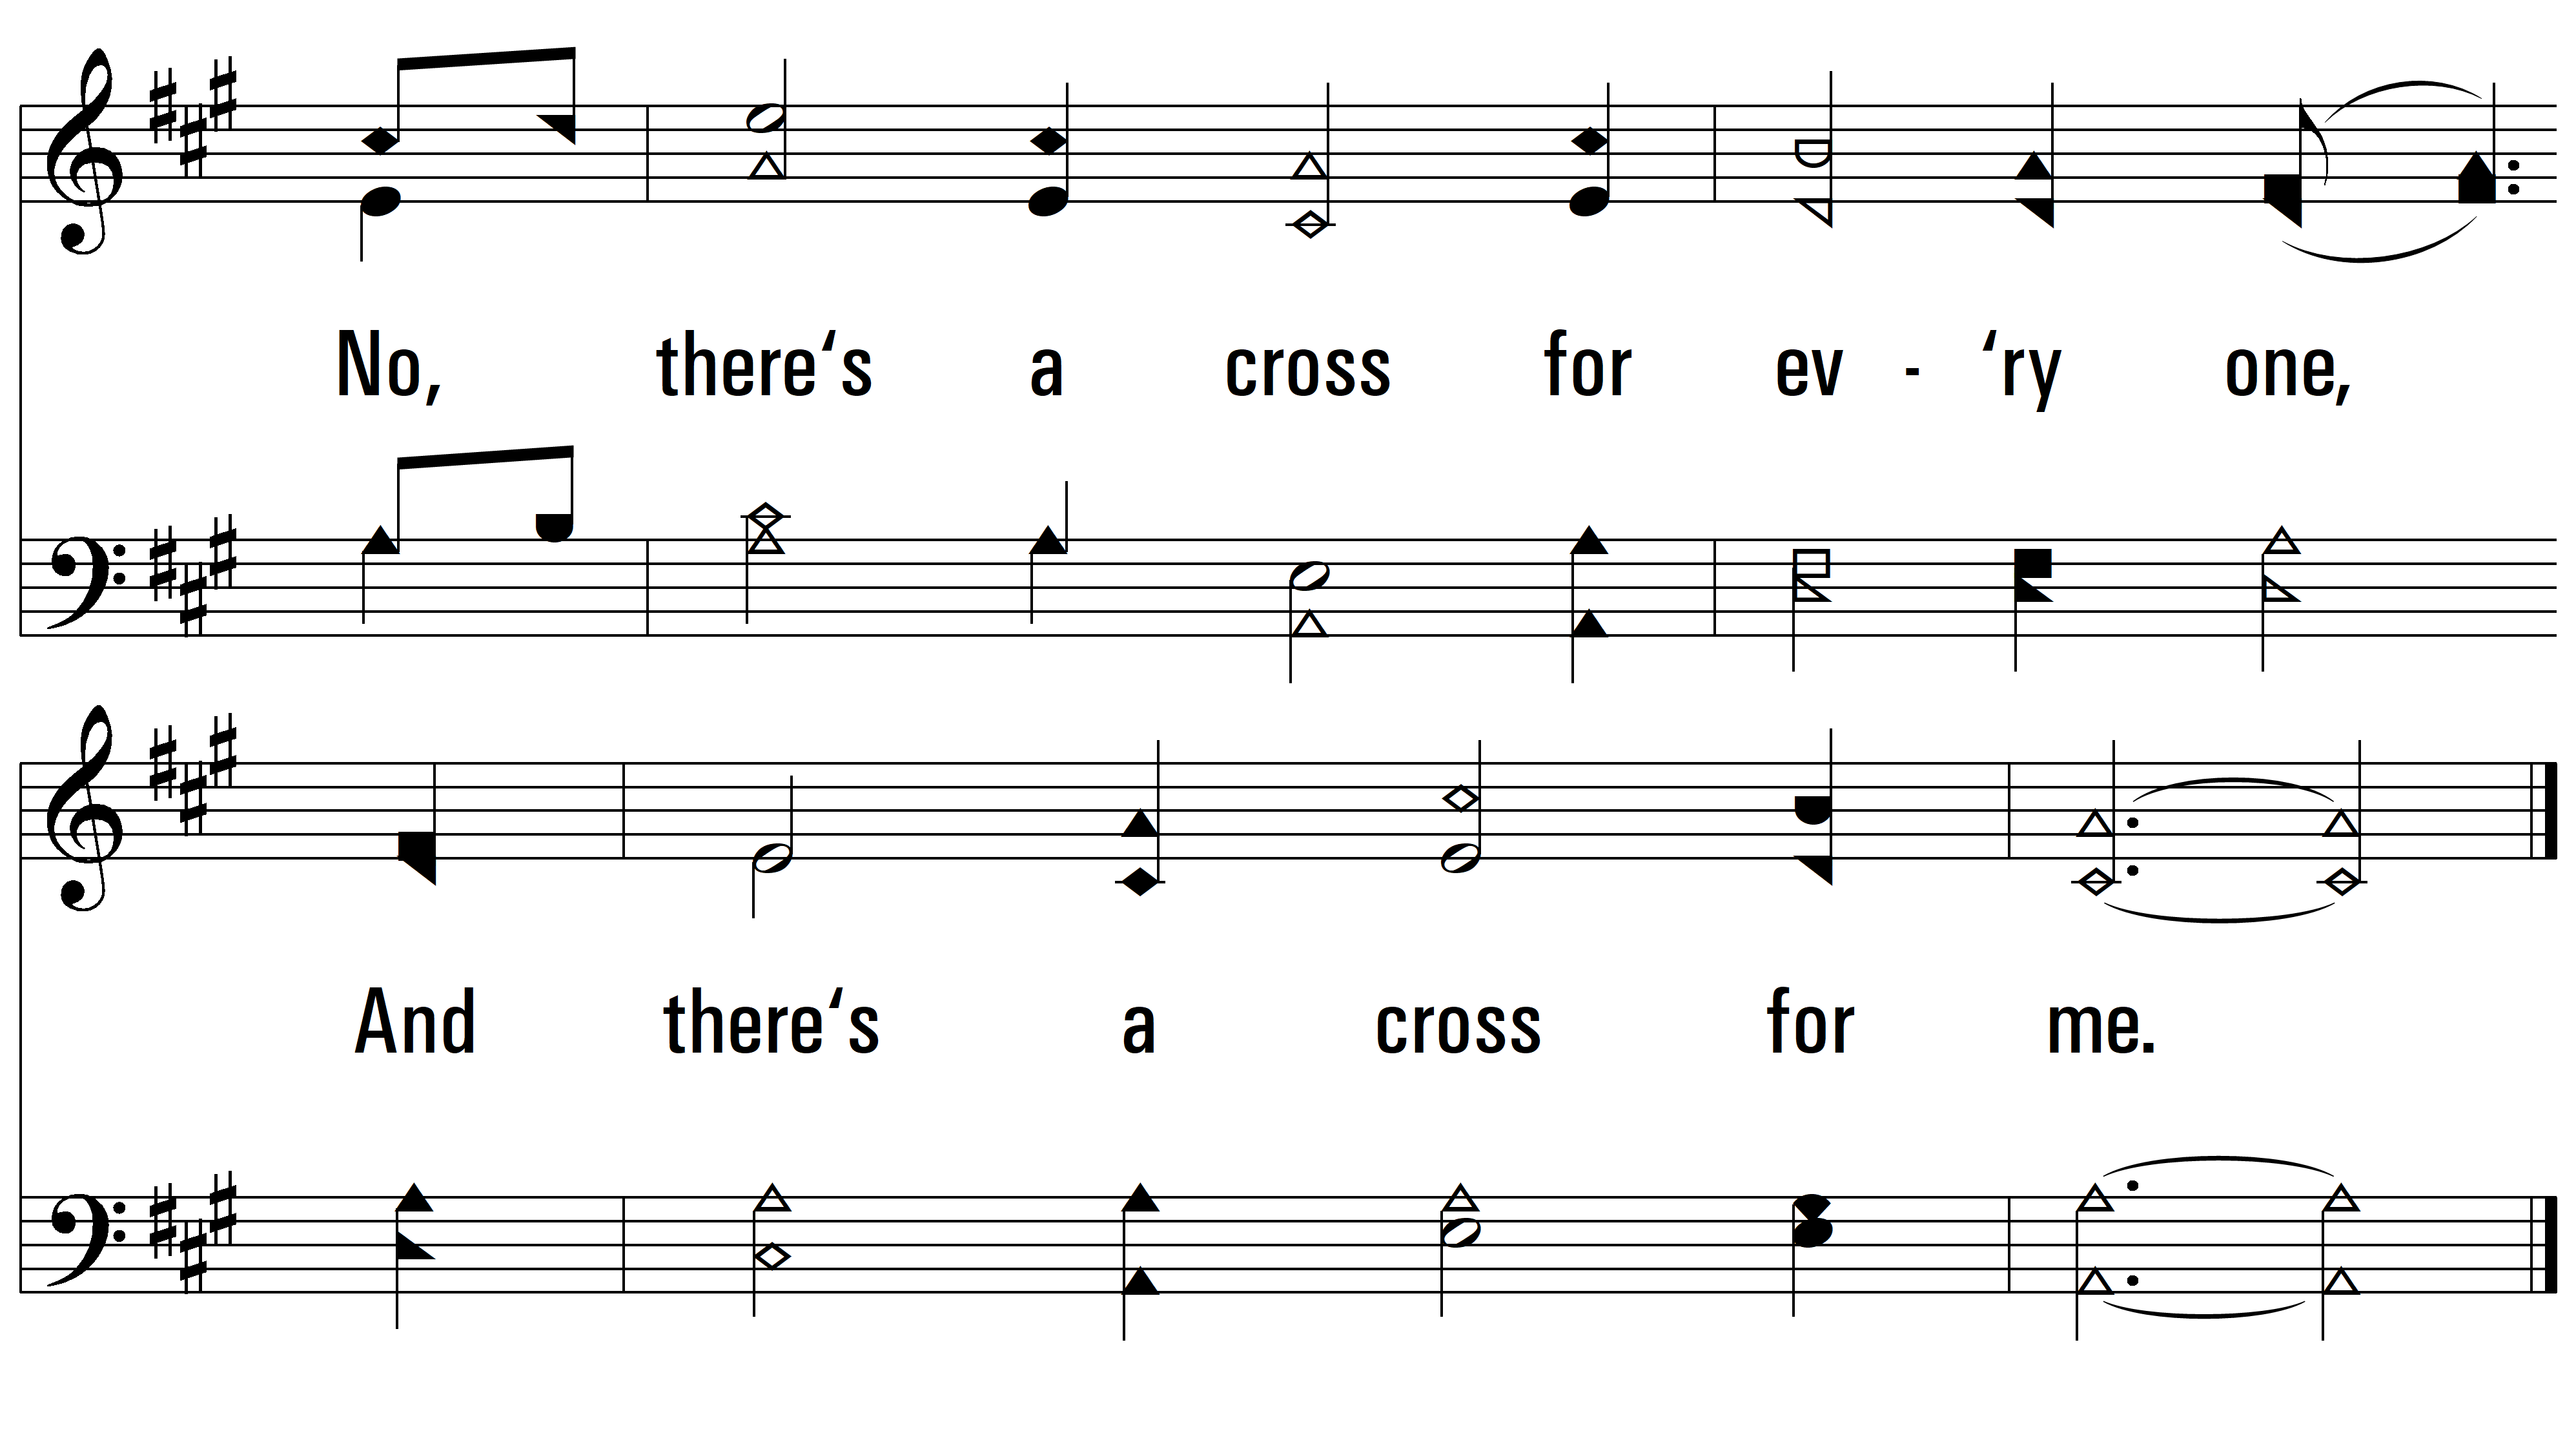 No, there‘s a cross for ev - ‘ry one,
And there‘s a cross for me.